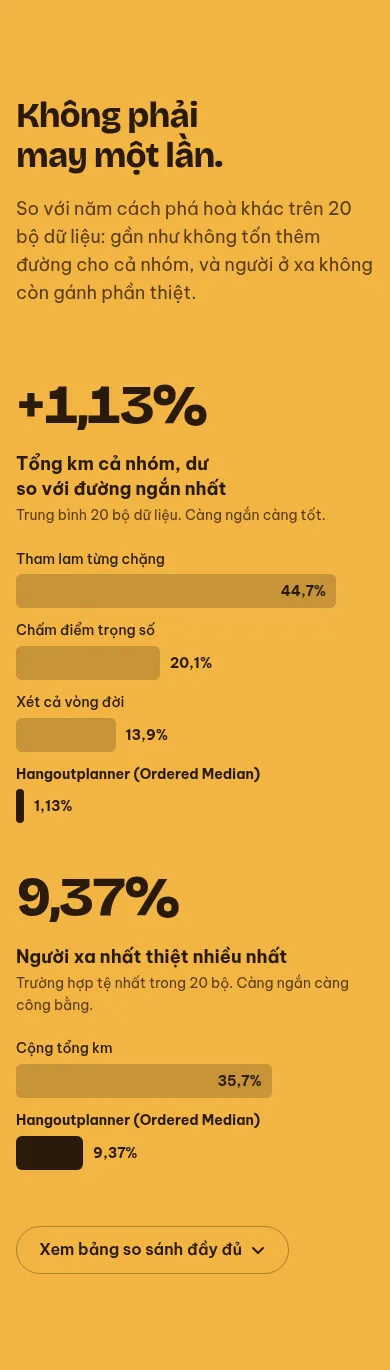 Không phải
may một lần.
So với năm cách phá hoà khác trên 20
bộ dữ liệu: gần như không tốn thêm
đường cho cả nhóm, và người ở xa không
còn gánh phần thiệt.
+1,13%
Tổng km cả nhóm, dư
so với đường ngắn nhất
Trung bình 20 bộ dữ liệu. Càng ngắn càng tốt.
Tham lam từng chặng
44,7%
Chấm điểm trọng số
20,1%
Xét cả vòng đời
13,9%
Hangoutplanner (Ordered Median)
1,13%
9,37%
Người xa nhất thiệt nhiều nhất
Trường hợp tệ nhất trong 20 bộ. Càng ngắn càng
công bằng.
Cộng tổng km
35,7%
Hangoutplanner (Ordered Median)
9,37%
Xem bảng so sánh đầy đủ